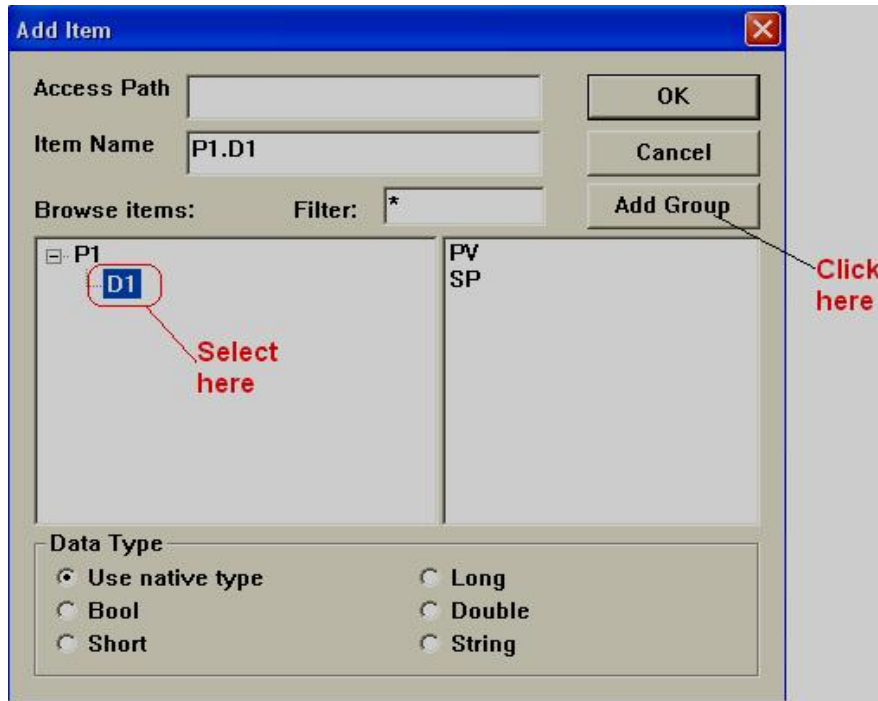 Add Item
Access Path
OK
Item Name P1.D1
Cancel
Browse items: Filter: *
Add Group
P1
D1
PV
SP
Click
here
Select
here
Data Type
Use native type
Long
Bool
Double
Short
String